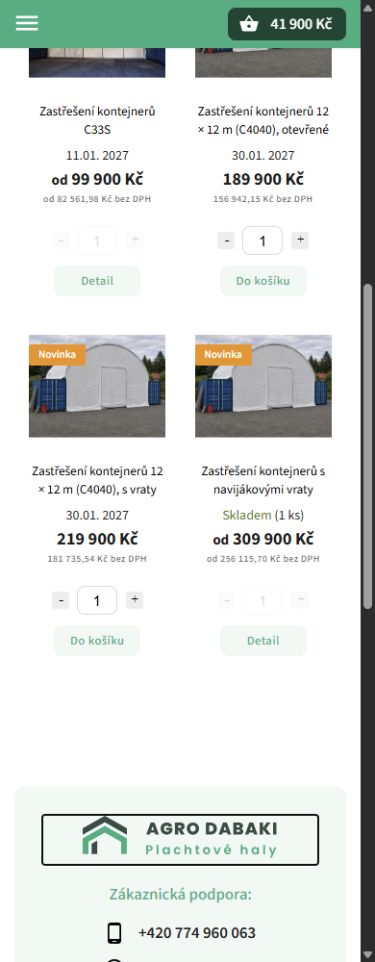 41 900 Kč
Zastřešení kontejnerů
C33S
11.01. 2027
od 99 900 Kč
od 82 561,98 Kč bez DPH
- 1 +
Detail
Zastřešení kontejnerů 12
× 12 m (C4040), otevřené
30.01. 2027
189 900 Kč
156 942,15 Kč bez DPH
- 1 +
Do košíku
Novinka
Zastřešení kontejnerů 12
× 12 m (C4040), s vraty
30.01. 2027
219 900 Kč
181 735,54 Kč bez DPH
- 1 +
Do košíku
Novinka
Zastřešení kontejnerů s
navijákovými vraty
Skladem (1 ks)
od 309 900 Kč
od 256 115,70 Kč bez DPH
- 1 +
Detail
AGRO DABAKI
Plachtové haly
Zákaznická podpora:
+420 774 960 063